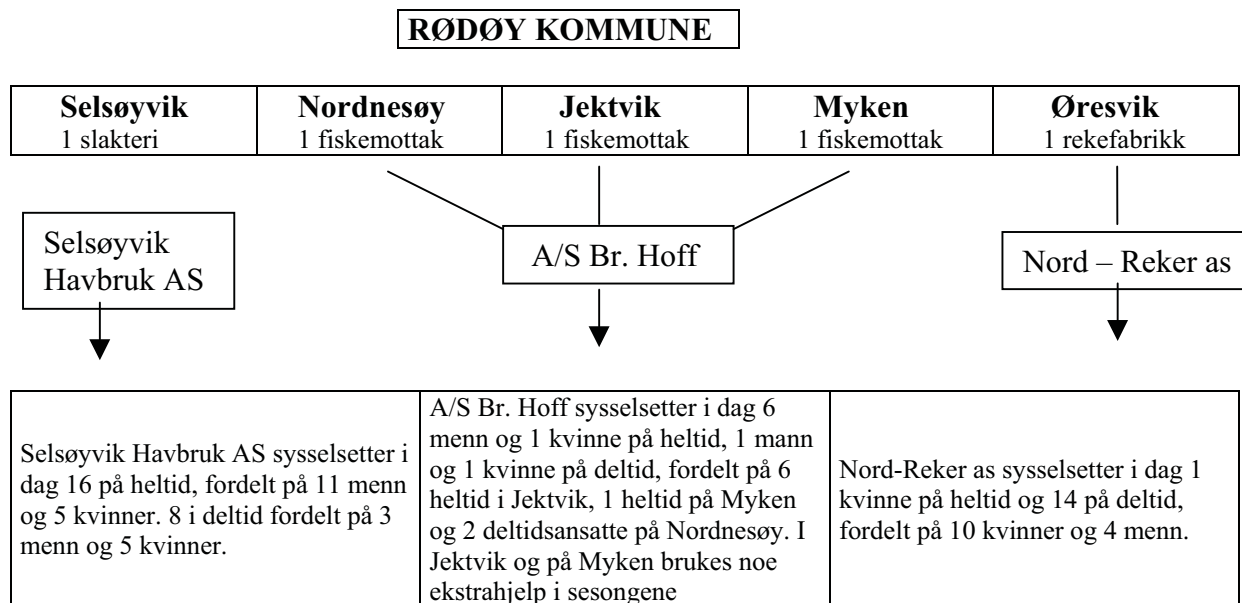 RØDØY KOMMUNE
Selsøyvik
1 slakteri
Nordnesøy
1 fiskemottak
Jektvik
1 fiskemottak
Myken
1 fiskemottak
Øresvik
1 rekefabrikk
Selsøyvik
Havbruk AS
A/S Br. Hoff
Nord – Reker as
Selsøyvik Havbruk AS sysselsetter i
dag 16 på heltid, fordelt på 11 menn
og 5 kvinner. 8 i deltid fordelt på 3
menn og 5 kvinner.
A/S Br. Hoff sysselsetter i dag 6
menn og 1 kvinne på heltid, 1 mann
og 1 kvinne på deltid, fordelt på 6
heltid i Jektvik, 1 heltid på Myken
og 2 deltidsansatte på Nordnesøy. I
Jektvik og på Myken brukes noe
ekstrahjelp i sesongene
Nord-Reker as sysselsetter i dag 1
kvinne på heltid og 14 på deltid,
fordelt på 10 kvinner og 4 menn.